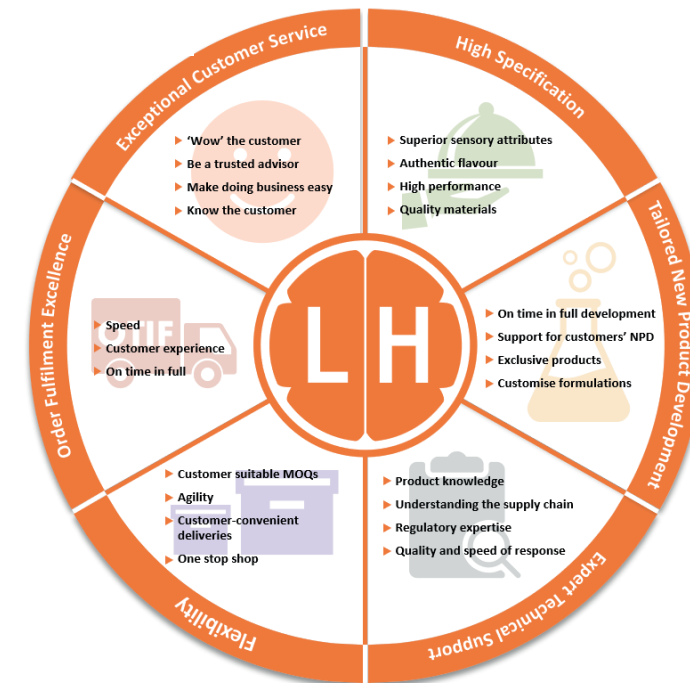 Exceptional Customer Service
‘Wow’ the customer
Be a trusted advisor
Make doing business easy
Know the customer
High Specification
Superior sensory attributes
Authentic flavour
High performance
Quality materials
Tailored New Product Development
On time in full development
Support for customers’ NPD
Exclusive products
Customise formulations
Expert Technical Support
Product knowledge
Understanding the supply chain
Regulatory expertise
Quality and speed of response
Flexibility
Customer suitable MOQs
Agility
Customer-convenient
deliveries
One stop shop
Order Fulfilment Excellence
OTIF
Speed
Customer experience
On time in full
LH